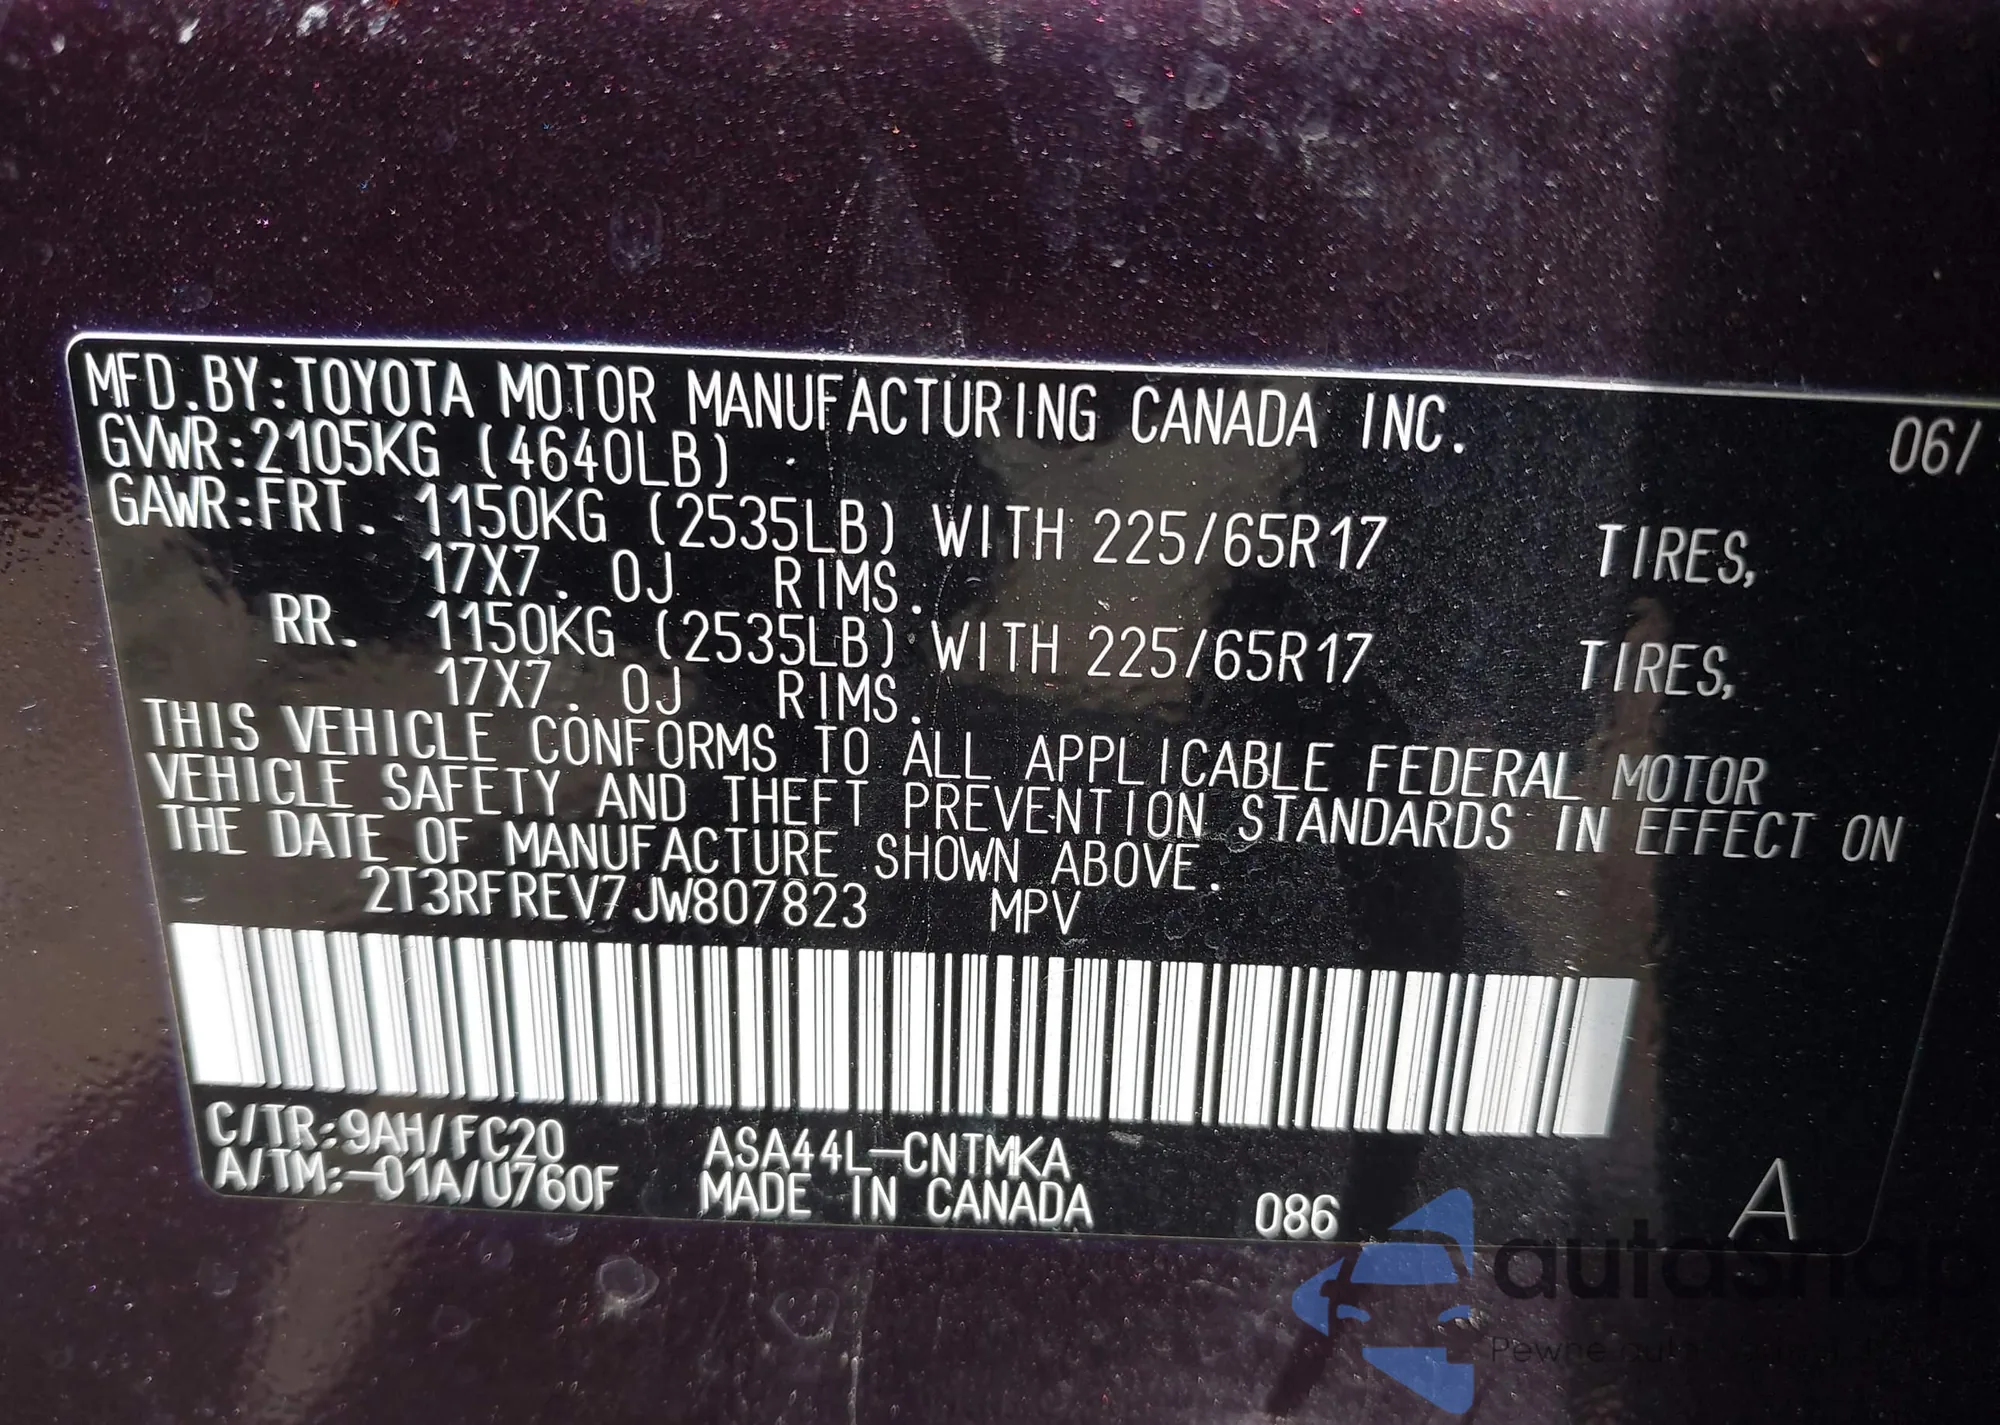 MFD.BY:TOYOTA MOTOR MANUFACTURING CANADA INC. 06/
GVWR:2105KG (4640LB)
GAWR:FRT. 1150KG (2535LB) WITH 225/65R17 TIRES,
17X7. 0J RIMS.
RR. 1150KG (2535LB) WITH 225/65R17 TIRES,
17X7. 0J RIMS.
THIS VEHICLE CONFORMS TO ALL APPLICABLE FEDERAL MOTOR
VEHICLE SAFETY AND THEFT PREVENTION STANDARDS IN EFFECT ON
THE DATE OF MANUFACTURE SHOWN ABOVE.
2T3RFREV7JW807823 MPV
C/TR:9AH/FC20 ASA44L-CNTMKA
A/TM:-01A/U760F MADE IN CANADA 086 A
autoshop
Pewne auta